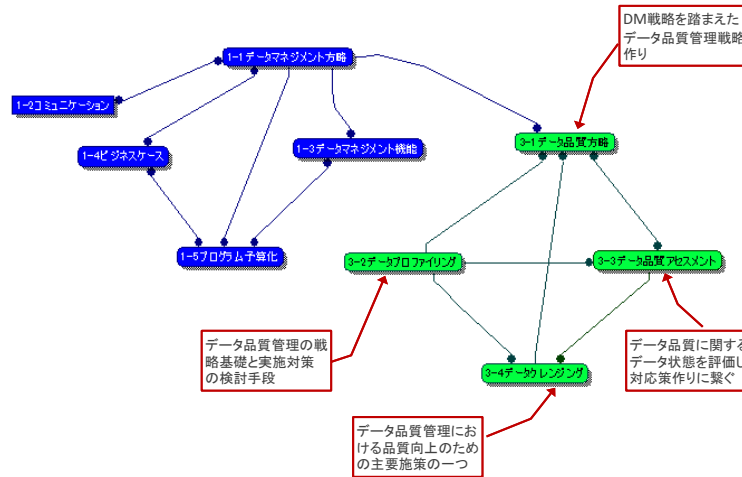 DM戦略を踏まえた
データ品質管理戦略
作り
1-1データマネジメント方略
1-2コミュニケーション
3-1データ品質方略
1-4ビジネスケース
1-3データマネジメント機能
1-5プログラム予算化
3-2データプロファイリング
3-3データ品質アセスメント
データ品質管理の戦
略基礎と実施対策
の検討手段
データ品質に関する
データ状態を評価し
対応策作りに繋ぐ
3-4データクレンジング
データ品質管理にお
ける品質向上のため
の主要施策の一つ